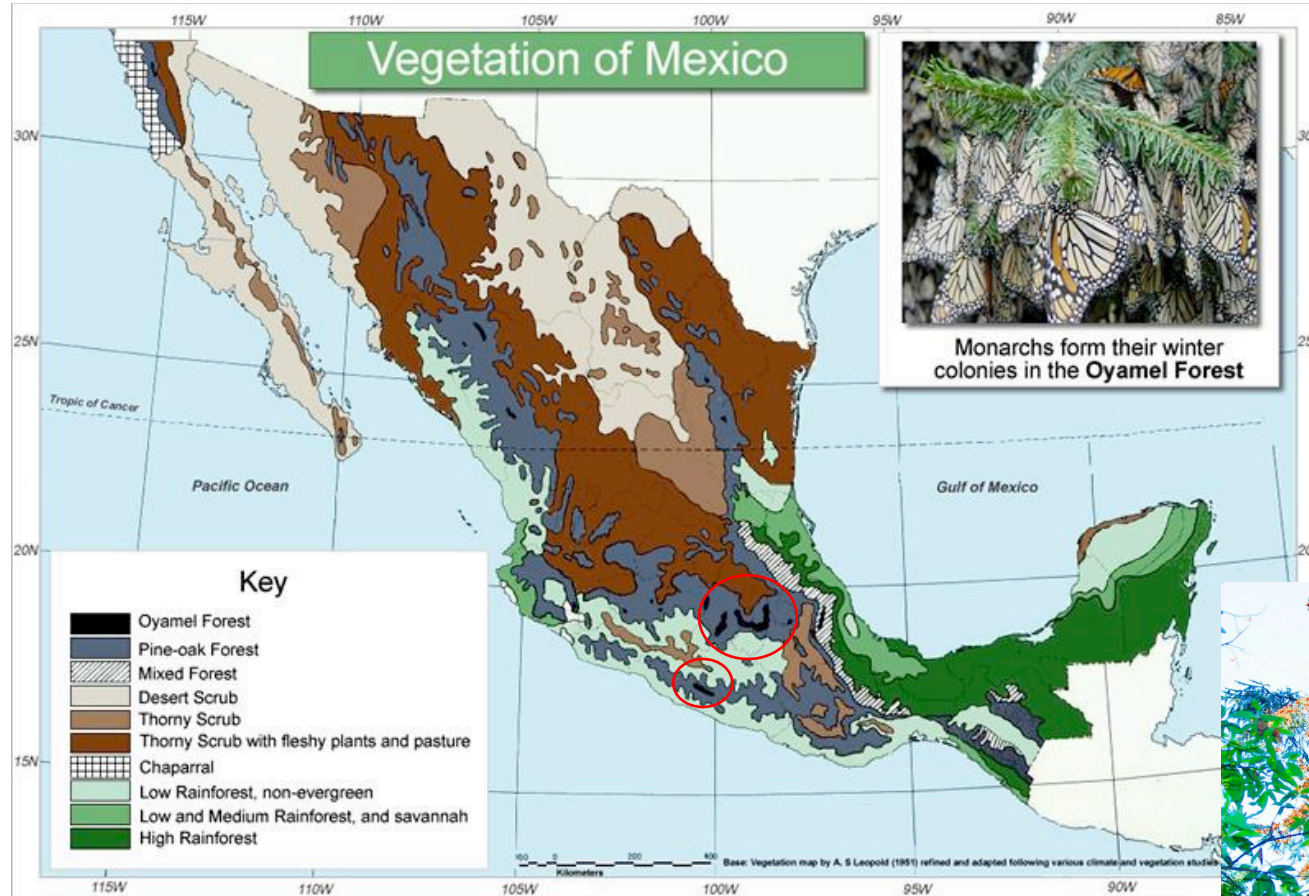 115W 110W 105W 100W 95W 90W 85W
Vegetation of Mexico
30N
30N
Monarchs form their winter
colonies in the Oyamel Forest
25N
25N
Tropic of Cancer
Pacific Ocean
Gulf of Mexico
20N
20
Key
Oyamel Forest
Pine-oak Forest
Mixed Forest
Desert Scrub
Thorny Scrub
Thorny Scrub with fleshy plants and pasture
Chaparral
Low Rainforest, non-evergreen
Low and Medium Rainforest, and savannah
High Rainforest
15N
0 200 400
Kilometers
Base: Vegetation map by A. S Leopold (1951) refined and adapted following various climate and vegetation studies
115W 110W 105W 100W 95W 90W